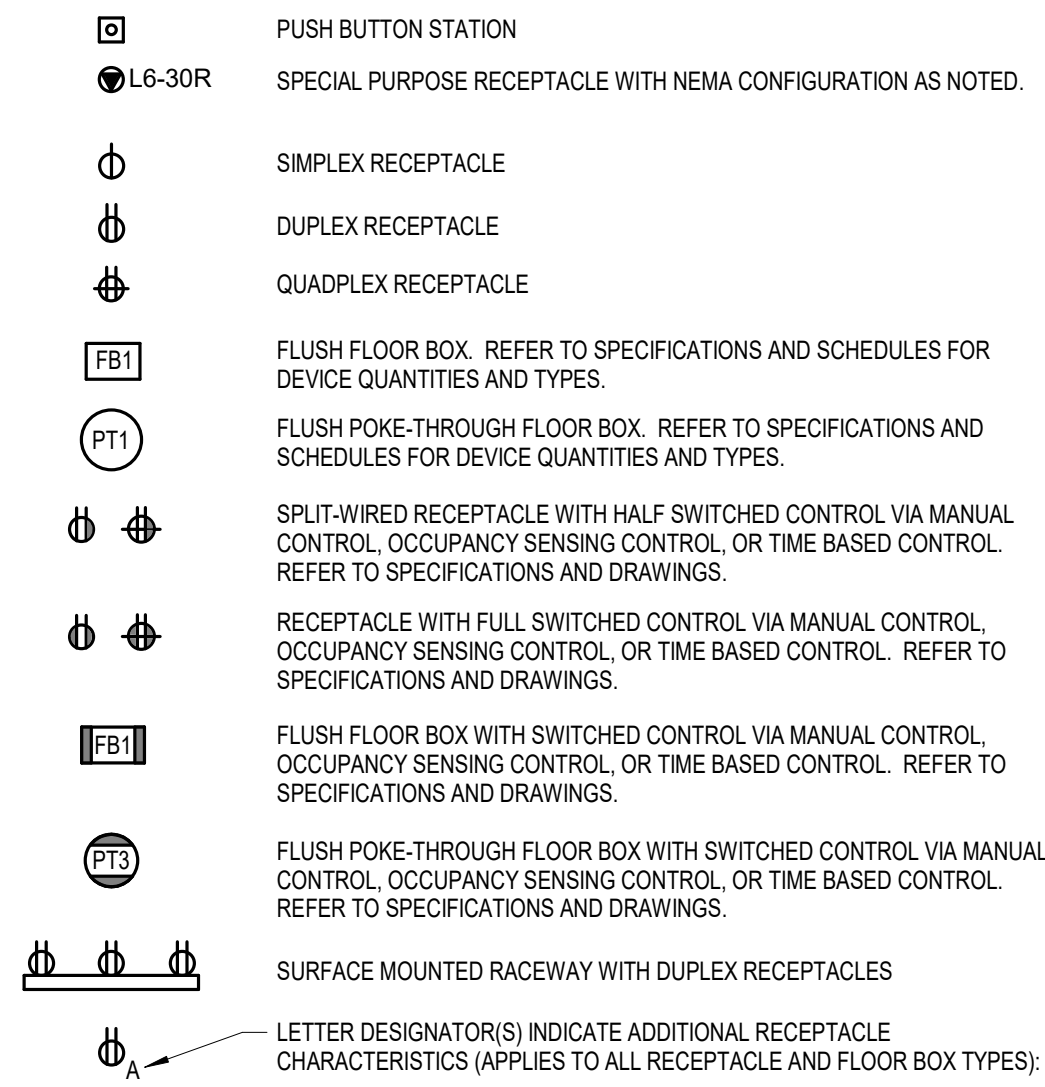 PUSH BUTTON STATION
L6-30R SPECIAL PURPOSE RECEPTACLE WITH NEMA CONFIGURATION AS NOTED.
SIMPLEX RECEPTACLE
DUPLEX RECEPTACLE
QUADPLEX RECEPTACLE
FB1
FLUSH FLOOR BOX. REFER TO SPECIFICATIONS AND SCHEDULES FOR
DEVICE QUANTITIES AND TYPES.
PT1
FLUSH POKE-THROUGH FLOOR BOX. REFER TO SPECIFICATIONS AND
SCHEDULES FOR DEVICE QUANTITIES AND TYPES.
SPLIT-WIRED RECEPTACLE WITH HALF SWITCHED CONTROL VIA MANUAL
CONTROL, OCCUPANCY SENSING CONTROL, OR TIME BASED CONTROL.
REFER TO SPECIFICATIONS AND DRAWINGS.
RECEPTACLE WITH FULL SWITCHED CONTROL VIA MANUAL CONTROL,
OCCUPANCY SENSING CONTROL, OR TIME BASED CONTROL. REFER TO
SPECIFICATIONS AND DRAWINGS.
FB1
FLUSH FLOOR BOX WITH SWITCHED CONTROL VIA MANUAL CONTROL,
OCCUPANCY SENSING CONTROL, OR TIME BASED CONTROL. REFER TO
SPECIFICATIONS AND DRAWINGS.
PT3
FLUSH POKE-THROUGH FLOOR BOX WITH SWITCHED CONTROL VIA MANUAL
CONTROL, OCCUPANCY SENSING CONTROL, OR TIME BASED CONTROL.
REFER TO SPECIFICATIONS AND DRAWINGS.
SURFACE MOUNTED RACEWAY WITH DUPLEX RECEPTACLES
A
LETTER DESIGNATOR(S) INDICATE ADDITIONAL RECEPTACLE
CHARACTERISTICS (APPLIES TO ALL RECEPTACLE AND FLOOR BOX TYPES):